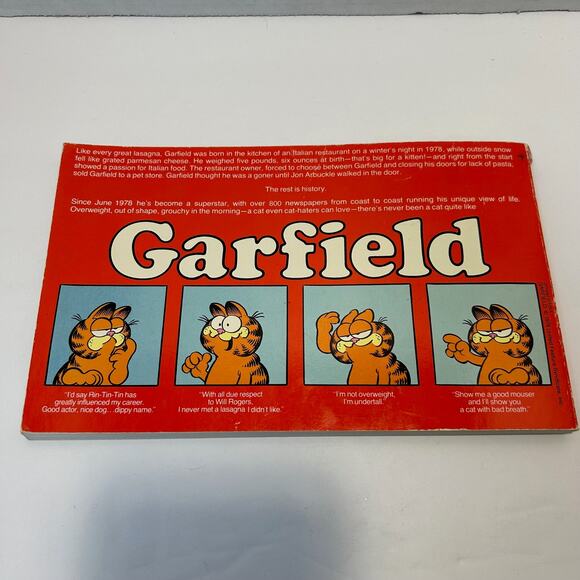 Like every great lasagna, Garfield was born in the kitchen of an Italian restaurant on a winter's night in 1978, while outside snow
fell like grated parmesan cheese. He weighed five pounds, six ounces at birth—that's big for a kitten!—and right from the start
showed a passion for Italian food. The restaurant owner, forced to choose between Garfield and closing his doors for lack of pasta,
sold Garfield to a pet store. Garfield thought he was a goner until Jon Arbuckle walked in the door.
The rest is history.
Since June 1978 he's become a superstar, with over 800 newspapers from coast to coast running his unique view of life.
Overweight, out of shape, grouchy in the morning—a cat even cat-haters can love—there's never been a cat quite like
Garfield
"I'd say Rin-Tin-Tin has
greatly influenced my career.
Good actor, nice dog...dippy name."
"With all due respect
to Will Rogers,
I never met a lasagna I didn't like."
"I'm not overweight,
I'm undertall."
"Show me a good mouser
and I'll show you
a cat with bad breath."